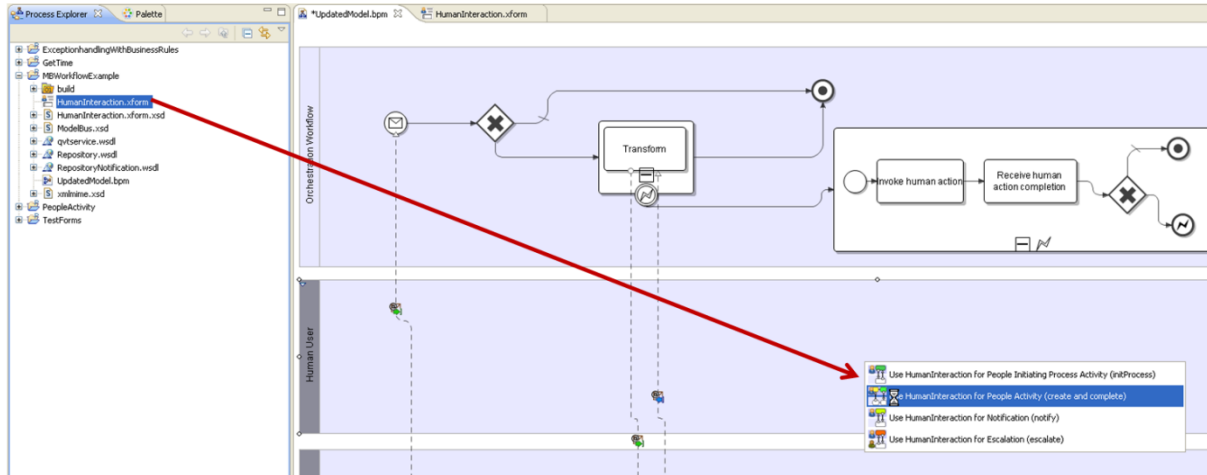 Process Explorer
Palette
*UpdatedModel.bpm
HumanInteraction.xform
ExceptionhandlingWithBusinessRules
GetTime
MBWorkflowExample
build
HumanInteraction.xform
HumanInteraction.xform.xsd
ModelBus.xsd
qvtservice.wsdl
Repository.wsdl
RepositoryNotification.wsdl
UpdatedModel.bpm
xmlmime.xsd
PeopleActivity
TestForms
Orchestration Workflow
Transform
Invoke human action
Receive human
action completion
Human User
Use HumanInteraction for People Initiating Process Activity (initProcess)
HumanInteraction for People Activity (create and complete)
Use HumanInteraction for Notification (notify)
Use HumanInteraction for Escalation (escalate)